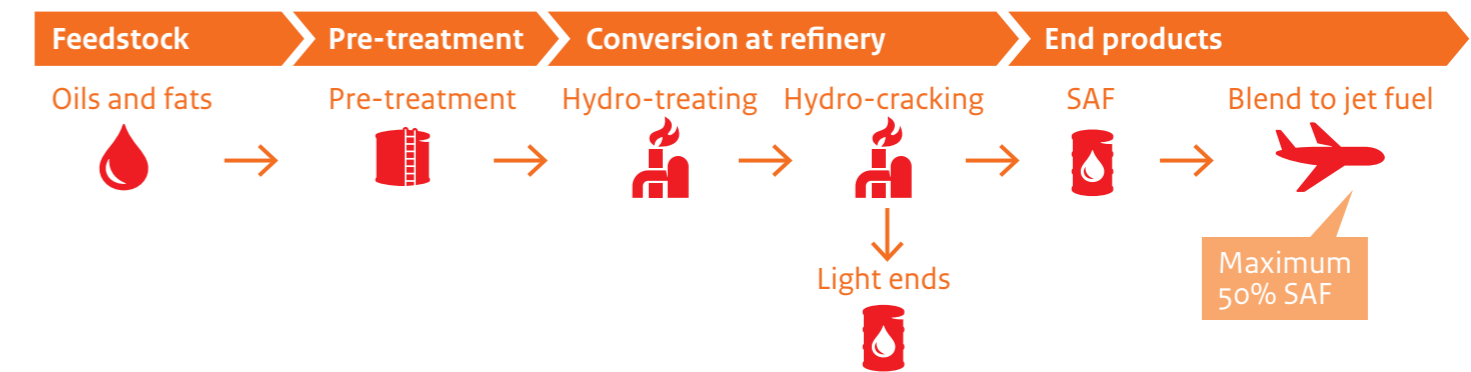 Feedstock
Pre-treatment
Conversion at refinery
End products
Oils and fats
Pre-treatment
Hydro-treating
Hydro-cracking
SAF
Blend to jet fuel
Light ends
Maximum
50% SAF